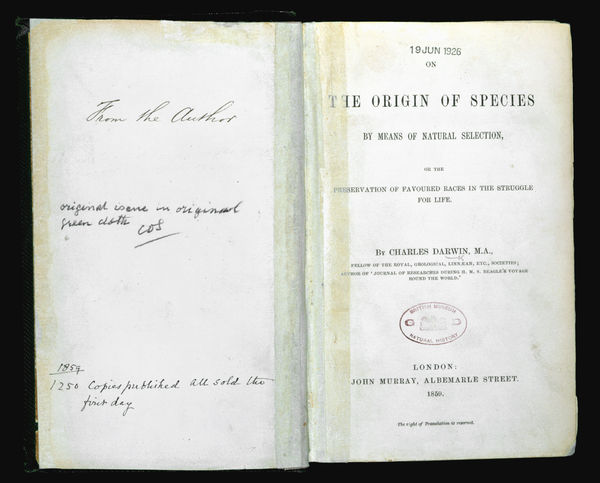 From the Author
original issue in original
green cloth
CDS
1859
1250 Copies published all sold the
first day
19 JUN 1926
ON
THE ORIGIN OF SPECIES
BY MEANS OF NATURAL SELECTION,
OR THE
PRESERVATION OF FAVOURED RACES IN THE STRUGGLE
FOR LIFE.
BY CHARLES DARWIN, M.A.,
FELLOW OF THE ROYAL, GEOLOGICAL, LINNÆAN, ETC., SOCIETIES;
AUTHOR OF 'JOURNAL OF RESEARCHES DURING H. M. S. BEAGLE'S VOYAGE
ROUND THE WORLD.'
BRITISH MUSEUM
NATURAL HISTORY
LONDON:
JOHN MURRAY, ALBEMARLE STREET.
1859.
The right of Translation is reserved.